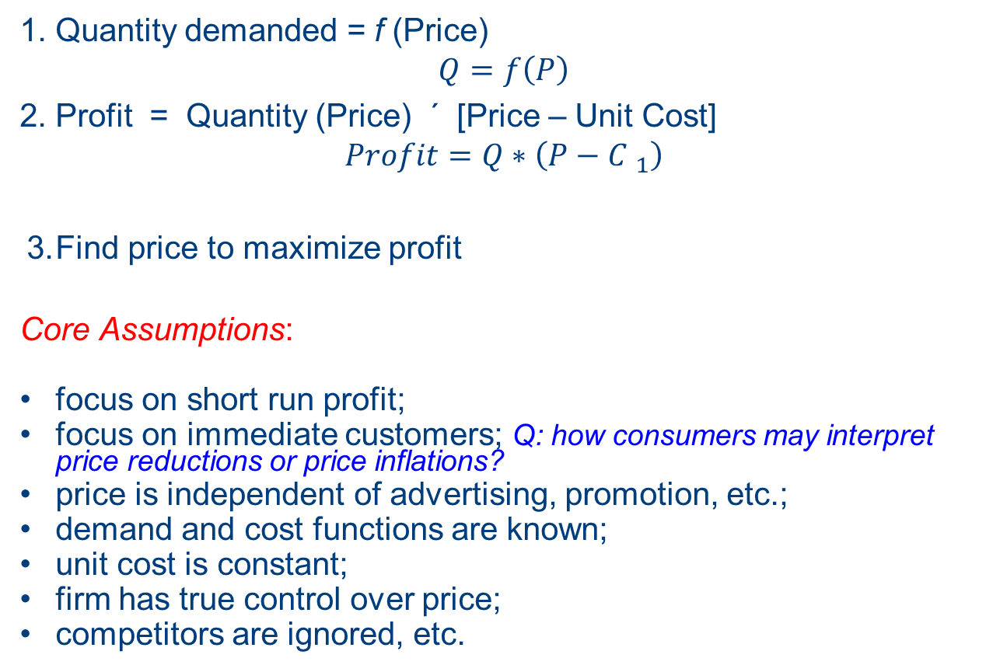 1. Quantity demanded = f (Price)
Q = f(P)
2. Profit = Quantity (Price) ´ [Price – Unit Cost]
Profit = Q ∗ (P − C ₁)
3. Find price to maximize profit
Core Assumptions:
• focus on short run profit;
• focus on immediate customers; Q: how consumers may interpret
price reductions or price inflations?
• price is independent of advertising, promotion, etc.;
• demand and cost functions are known;
• unit cost is constant;
• firm has true control over price;
• competitors are ignored, etc.